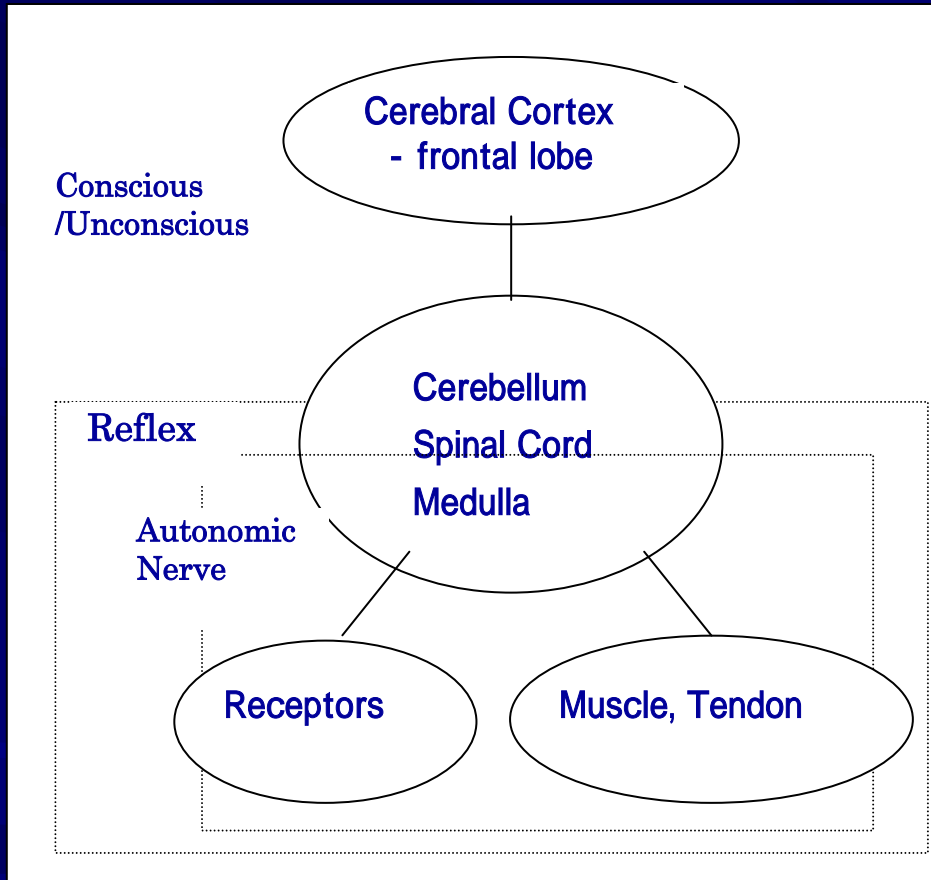 Cerebral Cortex
- frontal lobe
Conscious
/Unconscious
Cerebellum
Reflex
Spinal Cord
Medulla
Autonomic
Nerve
Receptors
Muscle, Tendon